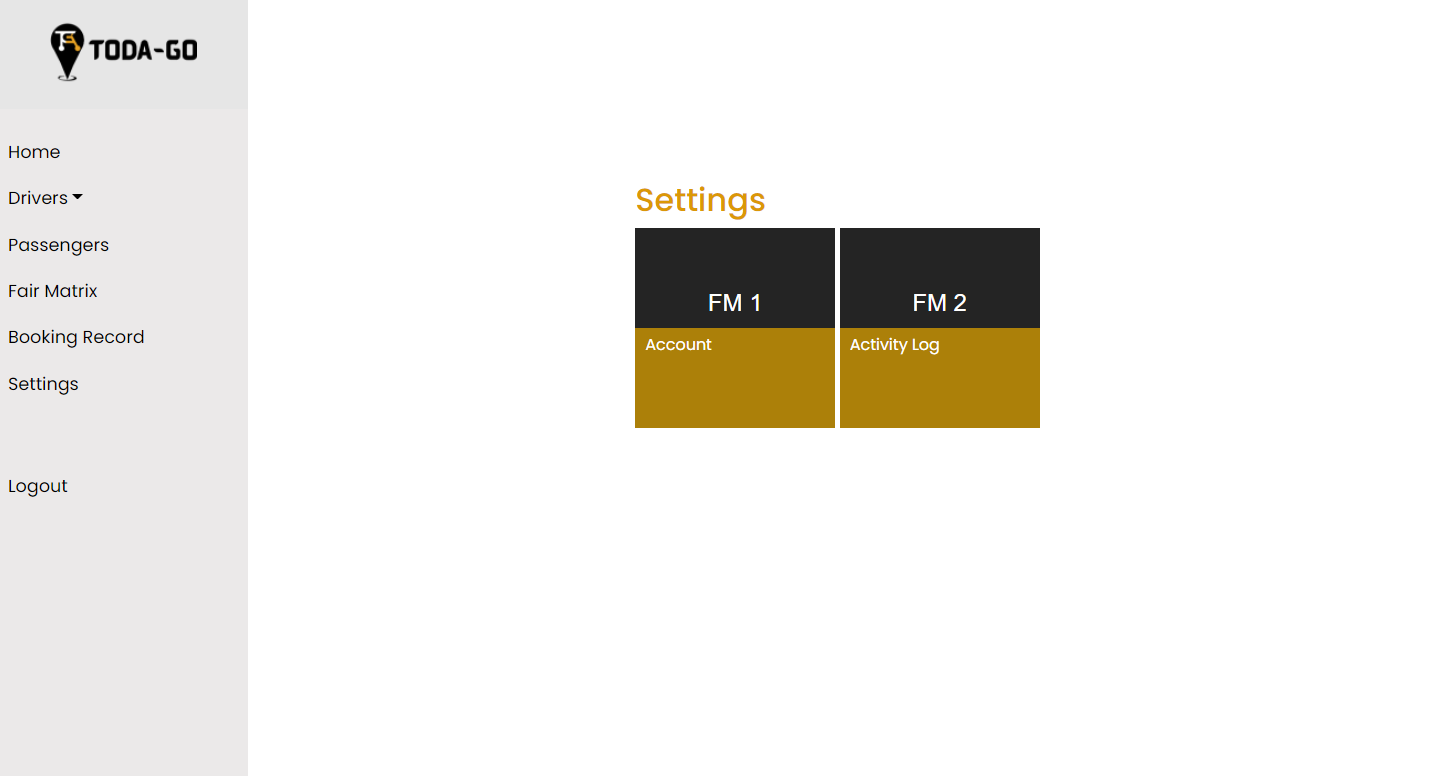 TODA-GO
Home
Drivers
Passengers
Fair Matrix
Booking Record
Settings
Logout
Settings
FM 1
FM 2
Account
Activity Log